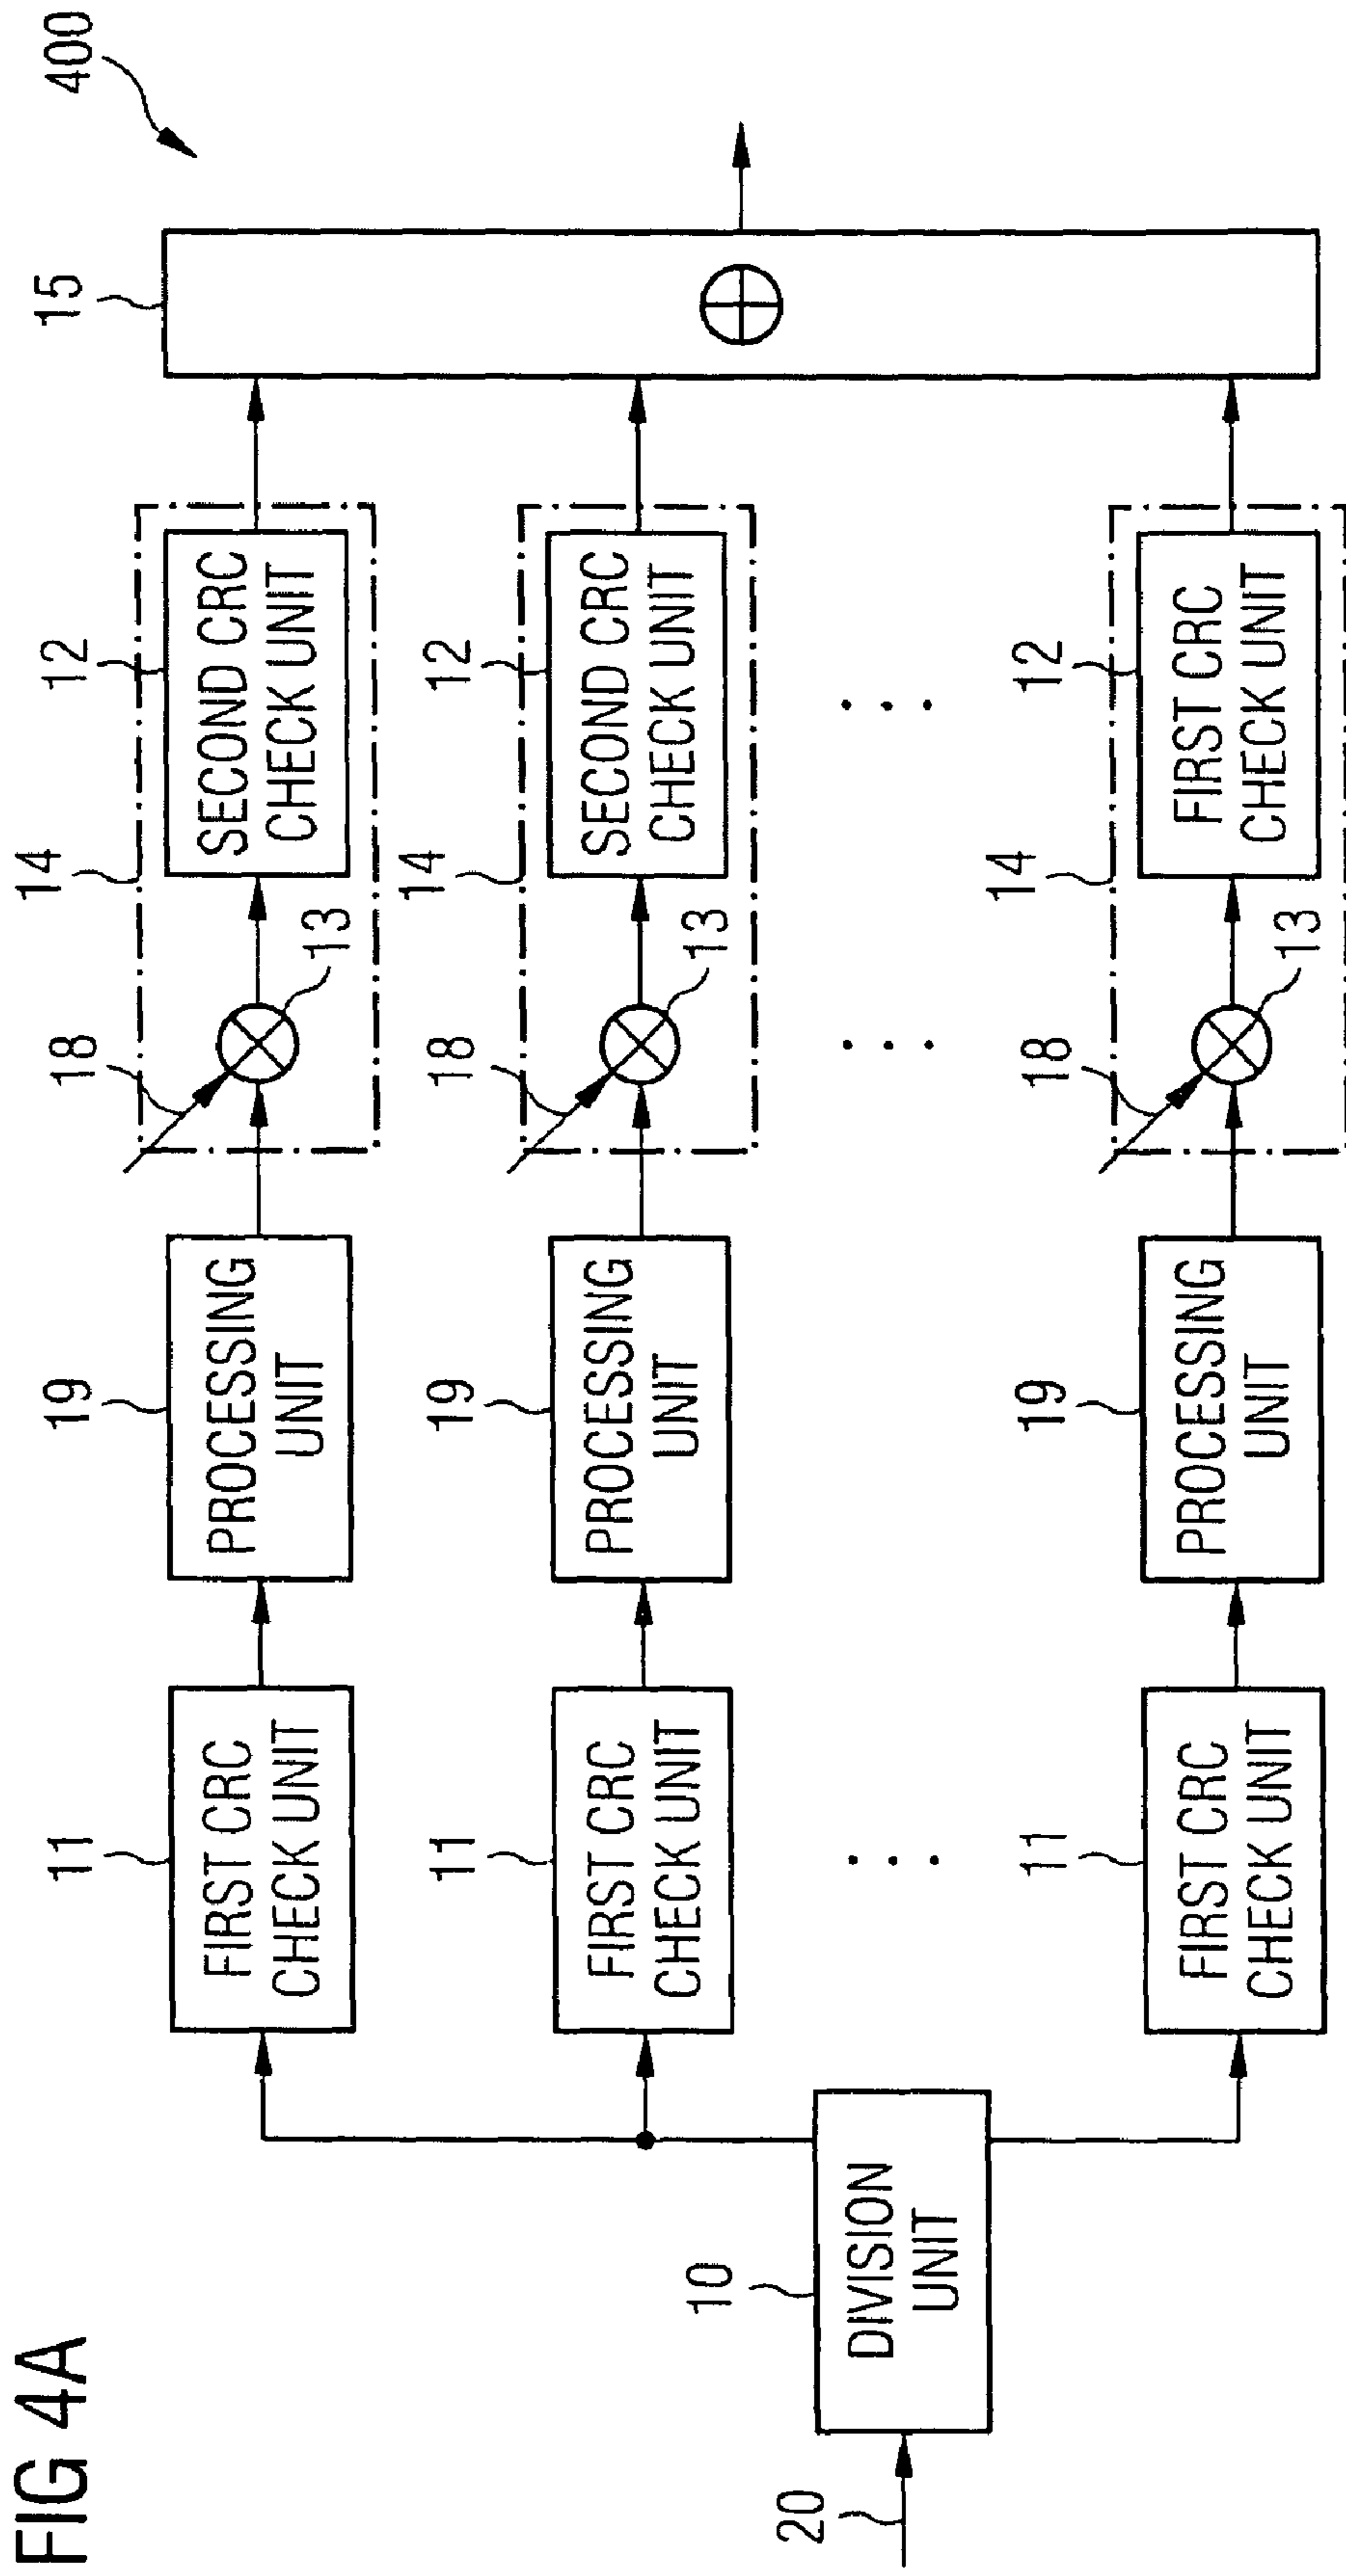 FIG 4A
400
20
10
DIVISION
UNIT
11
FIRST CRC
CHECK UNIT
19
PROCESSING
UNIT
18
13
14
12
SECOND CRC
CHECK UNIT
15
11
FIRST CRC
CHECK UNIT
19
PROCESSING
UNIT
18
13
14
12
SECOND CRC
CHECK UNIT
. . .
. . .
. . .
11
FIRST CRC
CHECK UNIT
19
PROCESSING
UNIT
18
13
14
12
FIRST CRC
CHECK UNIT